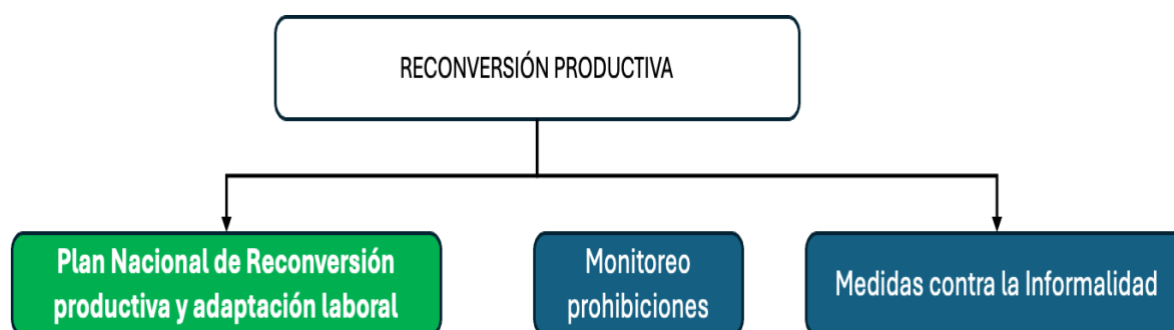 RECONVERSIÓN PRODUCTIVA
Plan Nacional de Reconversión
productiva y adaptación laboral
Monitoreo
prohibiciones
Medidas contra la Informalidad